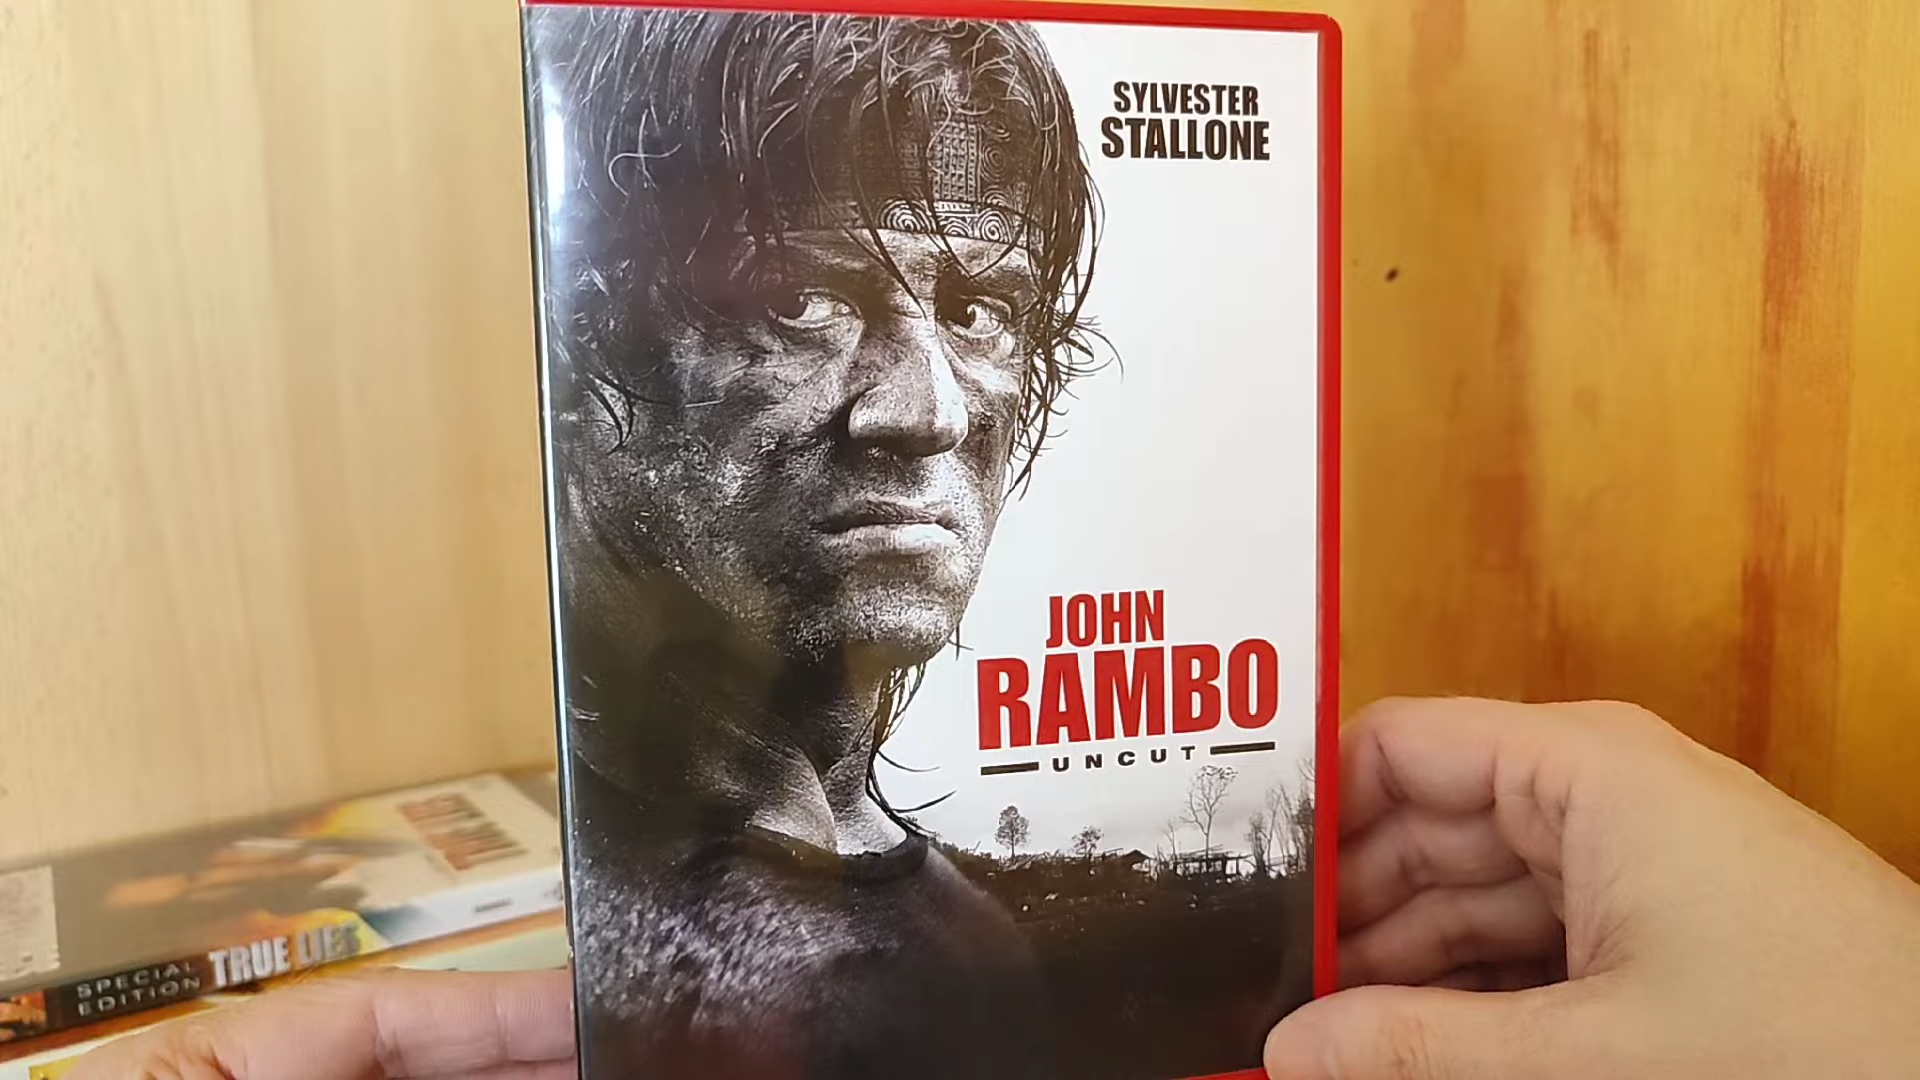 SYLVESTER
STALLONE
JOHN
RAMBO
UNCUT
SPECIAL
EDITION
TRUE LIES